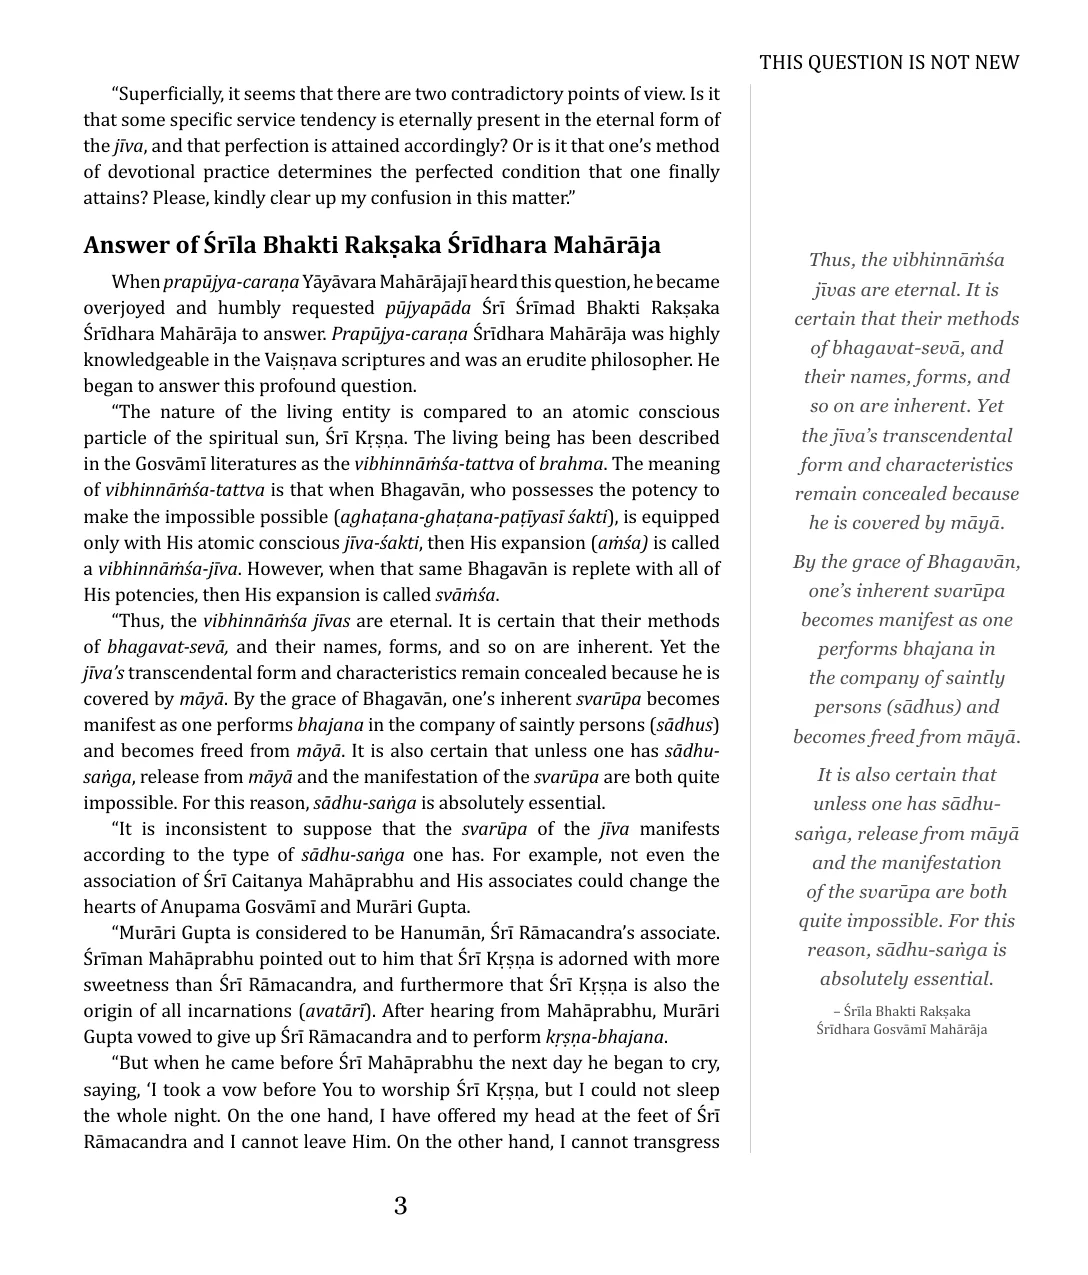 THIS QUESTION IS NOT NEW
“Superficially, it seems that there are two contradictory points of view. Is it
that some specific service tendency is eternally present in the eternal form of
the jīva, and that perfection is attained accordingly? Or is it that one’s method
of devotional practice determines the perfected condition that one finally
attains? Please, kindly clear up my confusion in this matter.”
Answer of Śrīla Bhakti Rakṣaka Śrīdhara Mahārāja
When prapūjya-caraṇa Yāyāvara Mahārājajī heard this question, he became
overjoyed and humbly requested pūjyapāda Śrī Śrīmad Bhakti Rakṣaka
Śrīdhara Mahārāja to answer. Prapūjya-caraṇa Śrīdhara Mahārāja was highly
knowledgeable in the Vaiṣṇava scriptures and was an erudite philosopher. He
began to answer this profound question.
“The nature of the living entity is compared to an atomic conscious
particle of the spiritual sun, Śrī Kṛṣṇa. The living being has been described
in the Gosvāmī literatures as the vibhinnāṁśa-tattva of brahma. The meaning
of vibhinnāṁśa-tattva is that when Bhagavān, who possesses the potency to
make the impossible possible (aghaṭana-ghaṭana-paṭīyasī śakti), is equipped
only with His atomic conscious jīva-śakti, then His expansion (aṁśa) is called
a vibhinnāṁśa-jīva. However, when that same Bhagavān is replete with all of
His potencies, then His expansion is called svāṁśa.
“Thus, the vibhinnāṁśa jīvas are eternal. It is certain that their methods
of bhagavat-sevā, and their names, forms, and so on are inherent. Yet the
jīva’s transcendental form and characteristics remain concealed because he is
covered by māyā. By the grace of Bhagavān, one’s inherent svarūpa becomes
manifest as one performs bhajana in the company of saintly persons (sādhus)
and becomes freed from māyā. It is also certain that unless one has sādhu-
saṅga, release from māyā and the manifestation of the svarūpa are both quite
impossible. For this reason, sādhu-saṅga is absolutely essential.
“It is inconsistent to suppose that the svarūpa of the jīva manifests
according to the type of sādhu-saṅga one has. For example, not even the
association of Śrī Caitanya Mahāprabhu and His associates could change the
hearts of Anupama Gosvāmī and Murāri Gupta.
“Murāri Gupta is considered to be Hanumān, Śrī Rāmacandra’s associate.
Śrīman Mahāprabhu pointed out to him that Śrī Kṛṣṇa is adorned with more
sweetness than Śrī Rāmacandra, and furthermore that Śrī Kṛṣṇa is also the
origin of all incarnations (avatārī). After hearing from Mahāprabhu, Murāri
Gupta vowed to give up Śrī Rāmacandra and to perform kṛṣṇa-bhajana.
“But when he came before Śrī Mahāprabhu the next day he began to cry,
saying, ‘I took a vow before You to worship Śrī Kṛṣṇa, but I could not sleep
the whole night. On the one hand, I have offered my head at the feet of Śrī
Rāmacandra and I cannot leave Him. On the other hand, I cannot transgress
Thus, the vibhinnāṁśa
jīvas are eternal. It is
certain that their methods
of bhagavat-sevā, and
their names, forms, and
so on are inherent. Yet
the jīva’s transcendental
form and characteristics
remain concealed because
he is covered by māyā.
By the grace of Bhagavān,
one’s inherent svarūpa
becomes manifest as one
performs bhajana in
the company of saintly
persons (sādhus) and
becomes freed from māyā.
It is also certain that
unless one has sādhu-
saṅga, release from māyā
and the manifestation
of the svarūpa are both
quite impossible. For this
reason, sādhu-saṅga is
absolutely essential.
– Śrīla Bhakti Rakṣaka
Śrīdhara Gosvāmī Mahārāja
3